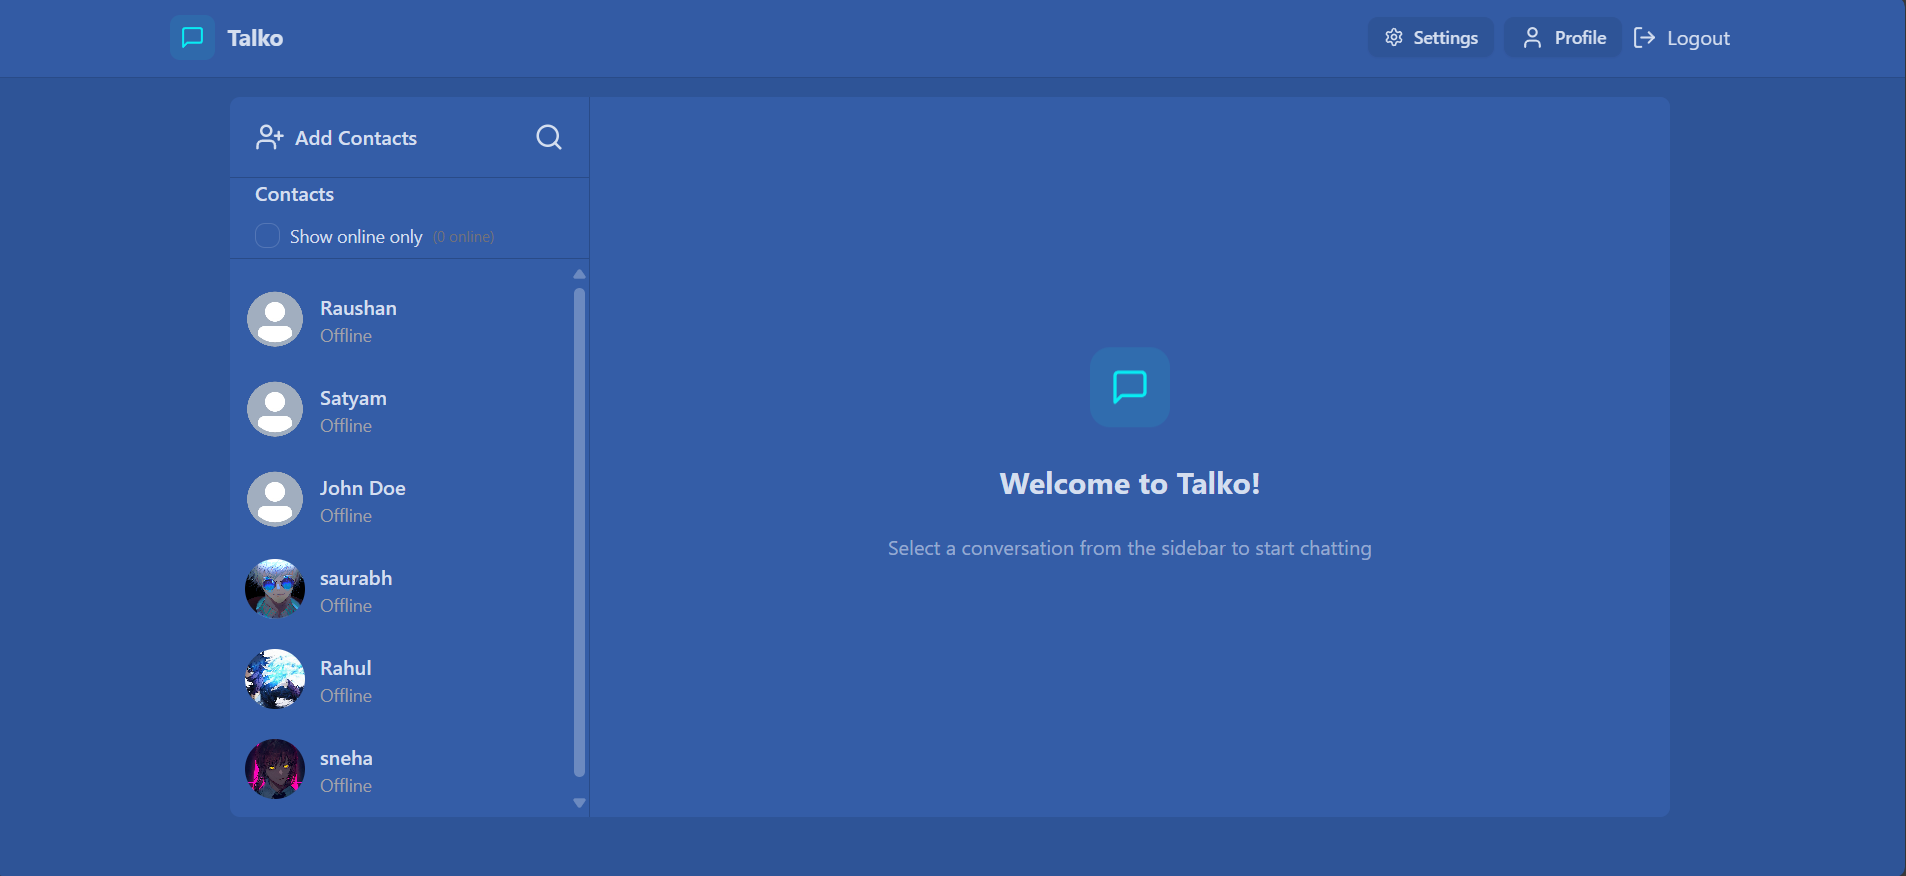 Talko
Settings Profile Logout
Add Contacts
Contacts
Show online only (0 online)
Raushan
Offline
Satyam
Offline
John Doe
Offline
saurabh
Offline
Rahul
Offline
sneha
Offline
Welcome to Talko!
Select a conversation from the sidebar to start chatting